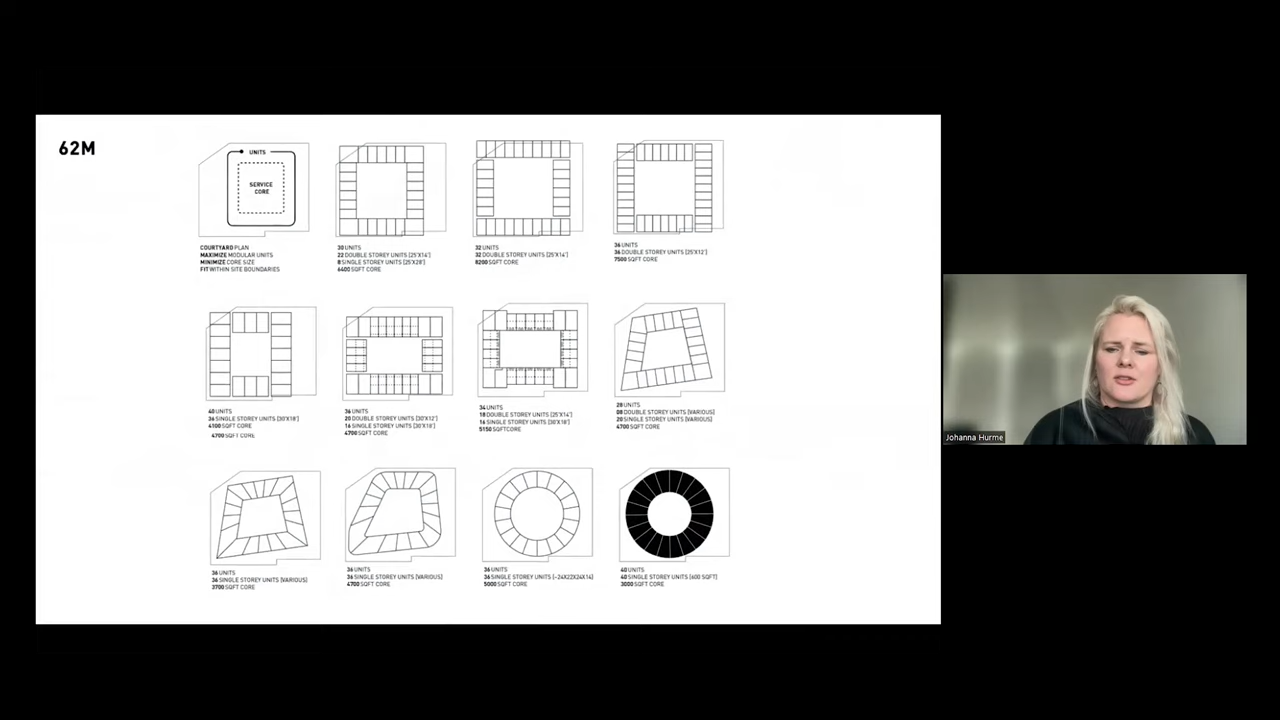 62M
UNITS
SERVICE
CORE
COURTYARD PLAN
MAXIMIZE MODULAR UNITS
MINIMIZE CORE SIZE
FIT WITHIN SITE BOUNDARIES
30 UNITS
22 DOUBLE STOREY UNITS (25'X14')
8 SINGLE STOREY UNITS (25'X28')
6400 SQFT CORE
32 UNITS
32 DOUBLE STOREY UNITS (25'X14')
8200 SQFT CORE
36 UNITS
36 DOUBLE STOREY UNITS (25'X12')
7500 SQFT CORE
40 UNITS
36 SINGLE STOREY UNITS (30'X18')
4100 SQFT CORE
4700 SQFT CORE
36 UNITS
20 DOUBLE STOREY UNITS (30'X12')
16 SINGLE STOREY UNITS (30'X18')
4700 SQFT CORE
34 UNITS
18 DOUBLE STOREY UNITS (25'X14')
16 SINGLE STOREY UNITS (30'X18')
5150 SQFTCORE
28 UNITS
08 DOUBLE STOREY UNITS (VARIOUS)
20 SINGLE STOREY UNITS (VARIOUS)
4700 SQFT CORE
36 UNITS
36 SINGLE STOREY UNITS (VARIOUS)
3700 SQFT CORE
36 UNITS
36 SINGLE STOREY UNITS (VARIOUS)
4700 SQFT CORE
36 UNITS
36 SINGLE STOREY UNITS (~24X22X24X14)
5000 SQFT CORE
40 UNITS
40 SINGLE STOREY UNITS (600 SQFT)
3000 SQFT CORE
Johanna Hurme